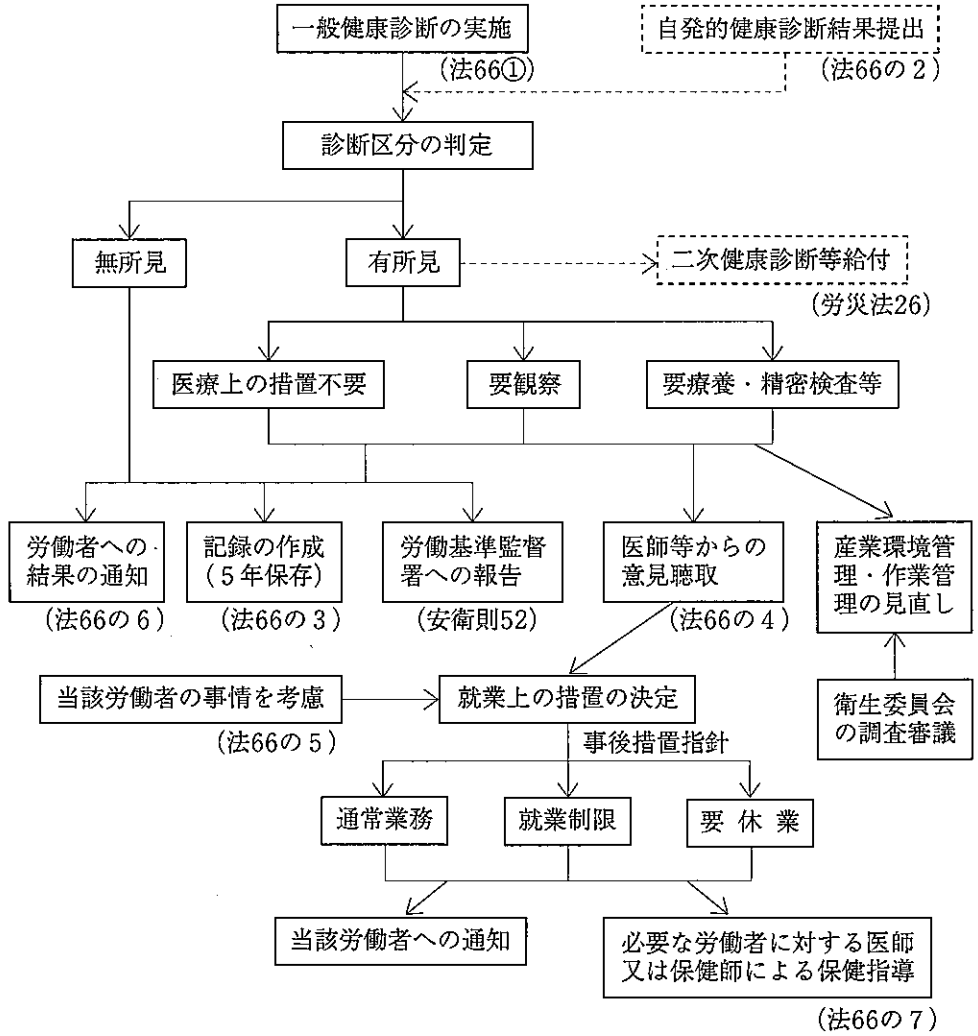 一般健康診断の実施
自発的健康診断結果提出
(法66①)
(法66の2)
診断区分の判定
無所見
有所見
二次健康診断等給付
(労災法26)
医療上の措置不要
要観察
要療養・精密検査等
労働者への
結果の通知
(法66の6)
記録の作成
(5年保存)
(法66の3)
労働基準監督
署への報告
(安衛則52)
医師等からの
意見聴取
(法66の4)
産業環境管
理・作業管
理の見直し
当該労働者の事情を考慮
(法66の5)
就業上の措置の決定
衛生委員会
の調査審議
事後措置指針
通常業務
就業制限
要休業
当該労働者への通知
必要な労働者に対する医師
又は保健師による保健指導
(法66の7)